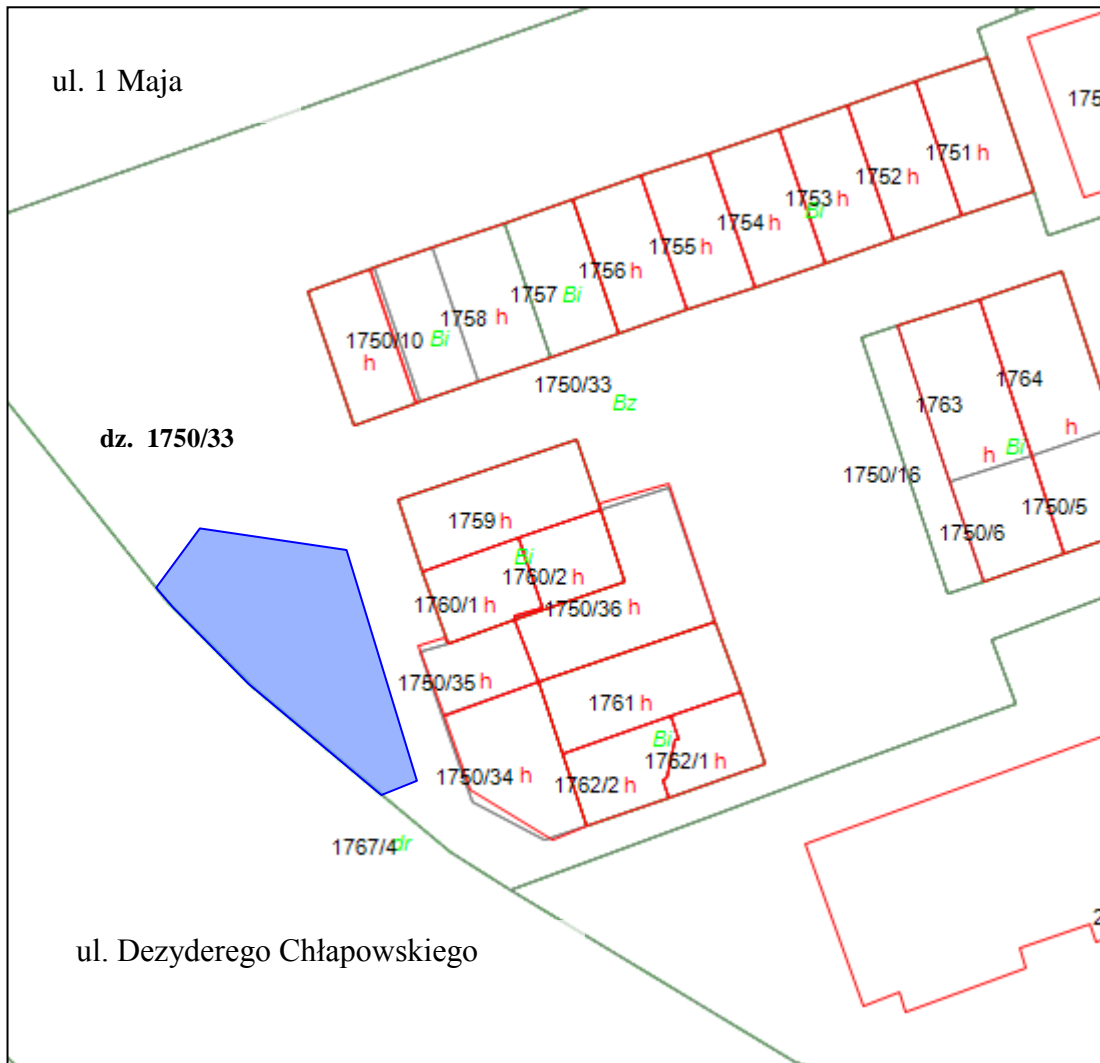 ul. 1 Maja
1751 h
1752 h
1753 h
Bi
1754 h
1755 h
1756 h
1757 Bi
1758 h
1750/10 Bi
h
1750/33
Bz
dz. 1750/33
1764
1763
h
Bi
h
1750/16
1750/5
1750/6
1759 h
Bi
1760/2 h
1760/1 h
1750/36 h
1750/35 h
1761 h
Bi
1762/1 h
1750/34 h
1762/2 h
1767/4 dr
ul. Dezyderego Chłapowskiego